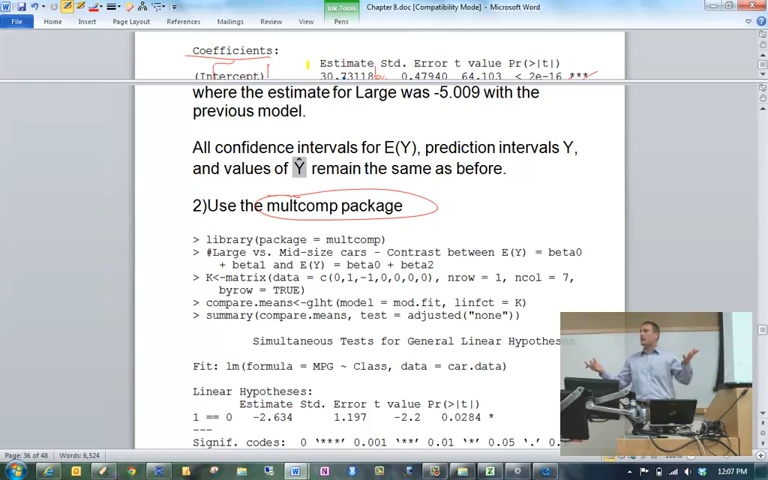 Chapter 8.doc [Compatibility Mode] - Microsoft Word
Ink Tools
File Home Insert Page Layout References Mailings Review View Pens
Coefficients:
Estimate Std. Error t value Pr(>|t|)
(Intercept) 30.73118 0.47940 64.103 < 2e-16 ***
where the estimate for Large was -5.009 with the
previous model.
All confidence intervals for E(Y), prediction intervals Y,
and values of Ŷ remain the same as before.
2)Use the multcomp package
> library(package = multcomp)
> #Large vs. Mid-size cars - Contrast between E(Y) = beta0
+ beta1 and E(Y) = beta0 + beta2
> K<-matrix(data = c(0,1,-1,0,0,0,0), nrow = 1, ncol = 7,
byrow = TRUE)
> compare.means<-glht(model = mod.fit, linfct = K)
> summary(compare.means, test = adjusted("none"))
Simultaneous Tests for General Linear Hypotheses
Fit: lm(formula = MPG ~ Class, data = car.data)
Linear Hypotheses:
Estimate Std. Error t value Pr(>|t|)
1 == 0 -2.634 1.197 -2.2 0.0284 *
---
Signif. codes: 0 '***' 0.001 '**' 0.01 '*' 0.05 '.'
Page: 36 of 48 Words: 6,524
12:07 PM